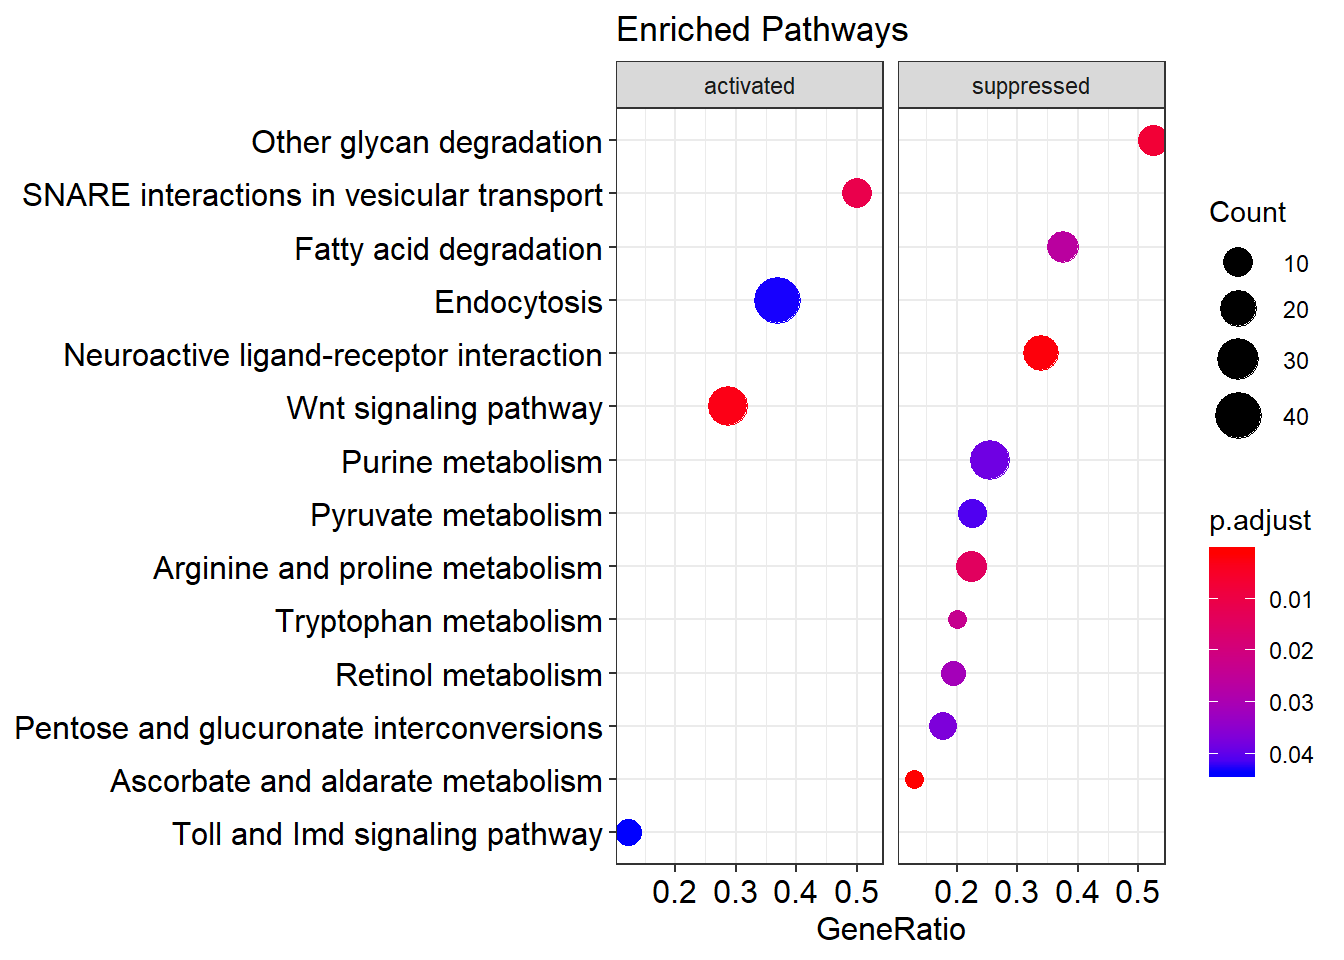 Enriched Pathways
activated
suppressed
Other glycan degradation
SNARE interactions in vesicular transport
Fatty acid degradation
Endocytosis
Neuroactive ligand-receptor interaction
Wnt signaling pathway
Purine metabolism
Pyruvate metabolism
Arginine and proline metabolism
Tryptophan metabolism
Retinol metabolism
Pentose and glucuronate interconversions
Ascorbate and aldarate metabolism
Toll and Imd signaling pathway
0.2 0.3 0.4 0.5
0.2 0.3 0.4 0.5
GeneRatio
Count
10
20
30
40
p.adjust
0.01
0.02
0.03
0.04